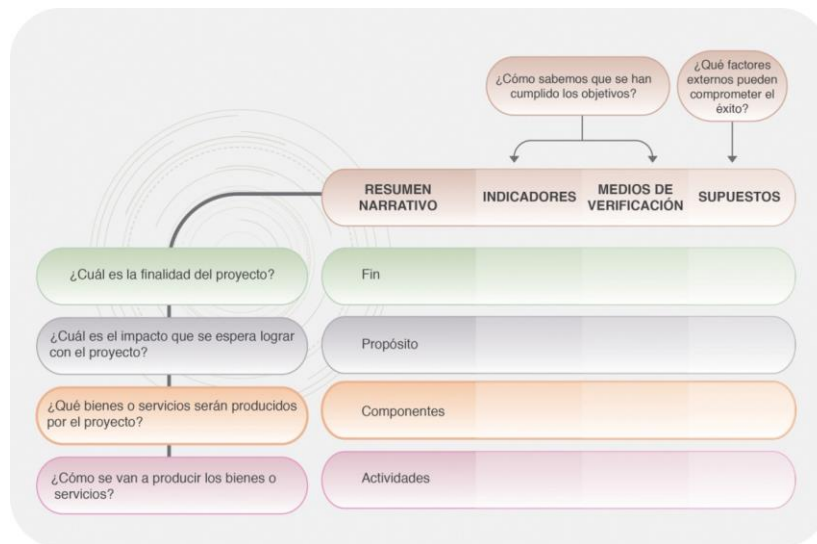 ¿Cómo sabemos que se han
cumplido los objetivos?
¿Qué factores
externos pueden
comprometer el
éxito?
RESUMEN
NARRATIVO
INDICADORES
MEDIOS DE
VERIFICACIÓN
SUPUESTOS
¿Cuál es la finalidad del proyecto?
Fin
¿Cuál es el impacto que se espera lograr
con el proyecto?
Propósito
¿Qué bienes o servicios serán producidos
por el proyecto?
Componentes
¿Cómo se van a producir los bienes o
servicios?
Actividades